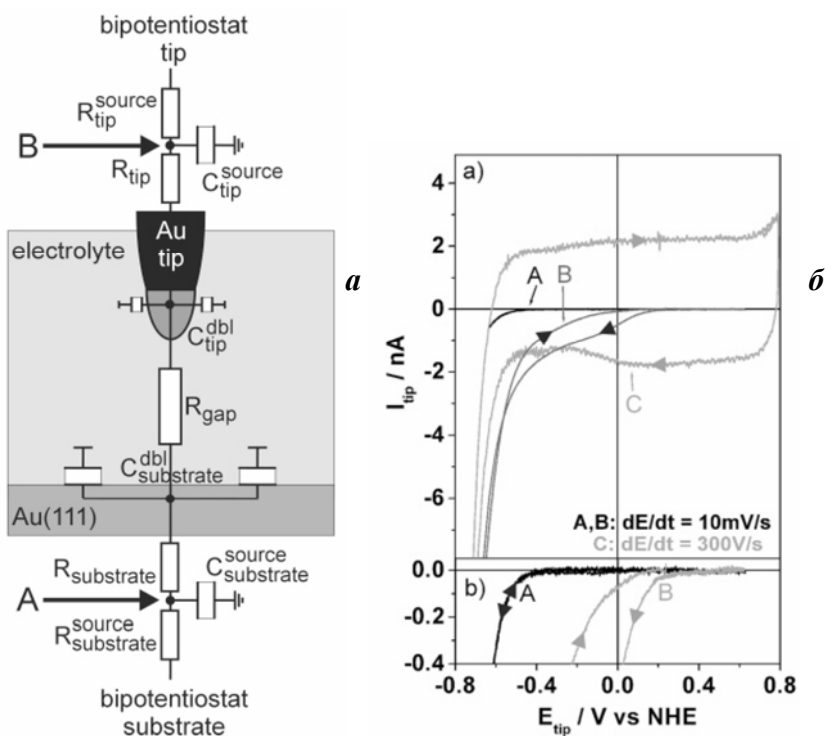 bipotentiostat
tip
R_tip^source
B
R_tip
C_tip^source
Au
tip
electrolyte
C_tip^dbl
R_gap
C_substrate^dbl
Au(111)
R_substrate
C_substrate^source
A
R_substrate^source
bipotentiostat
substrate
а
a)
4
2
0
-2
-4
-6
I_tip / nA
A
B
C
A,B: dE/dt = 10mV/s
C: dE/dt = 300V/s
b)
0.0
-0.2
-0.4
A
B
-0.8 -0.4 0.0 0.4 0.8
E_tip / V vs NHE
б